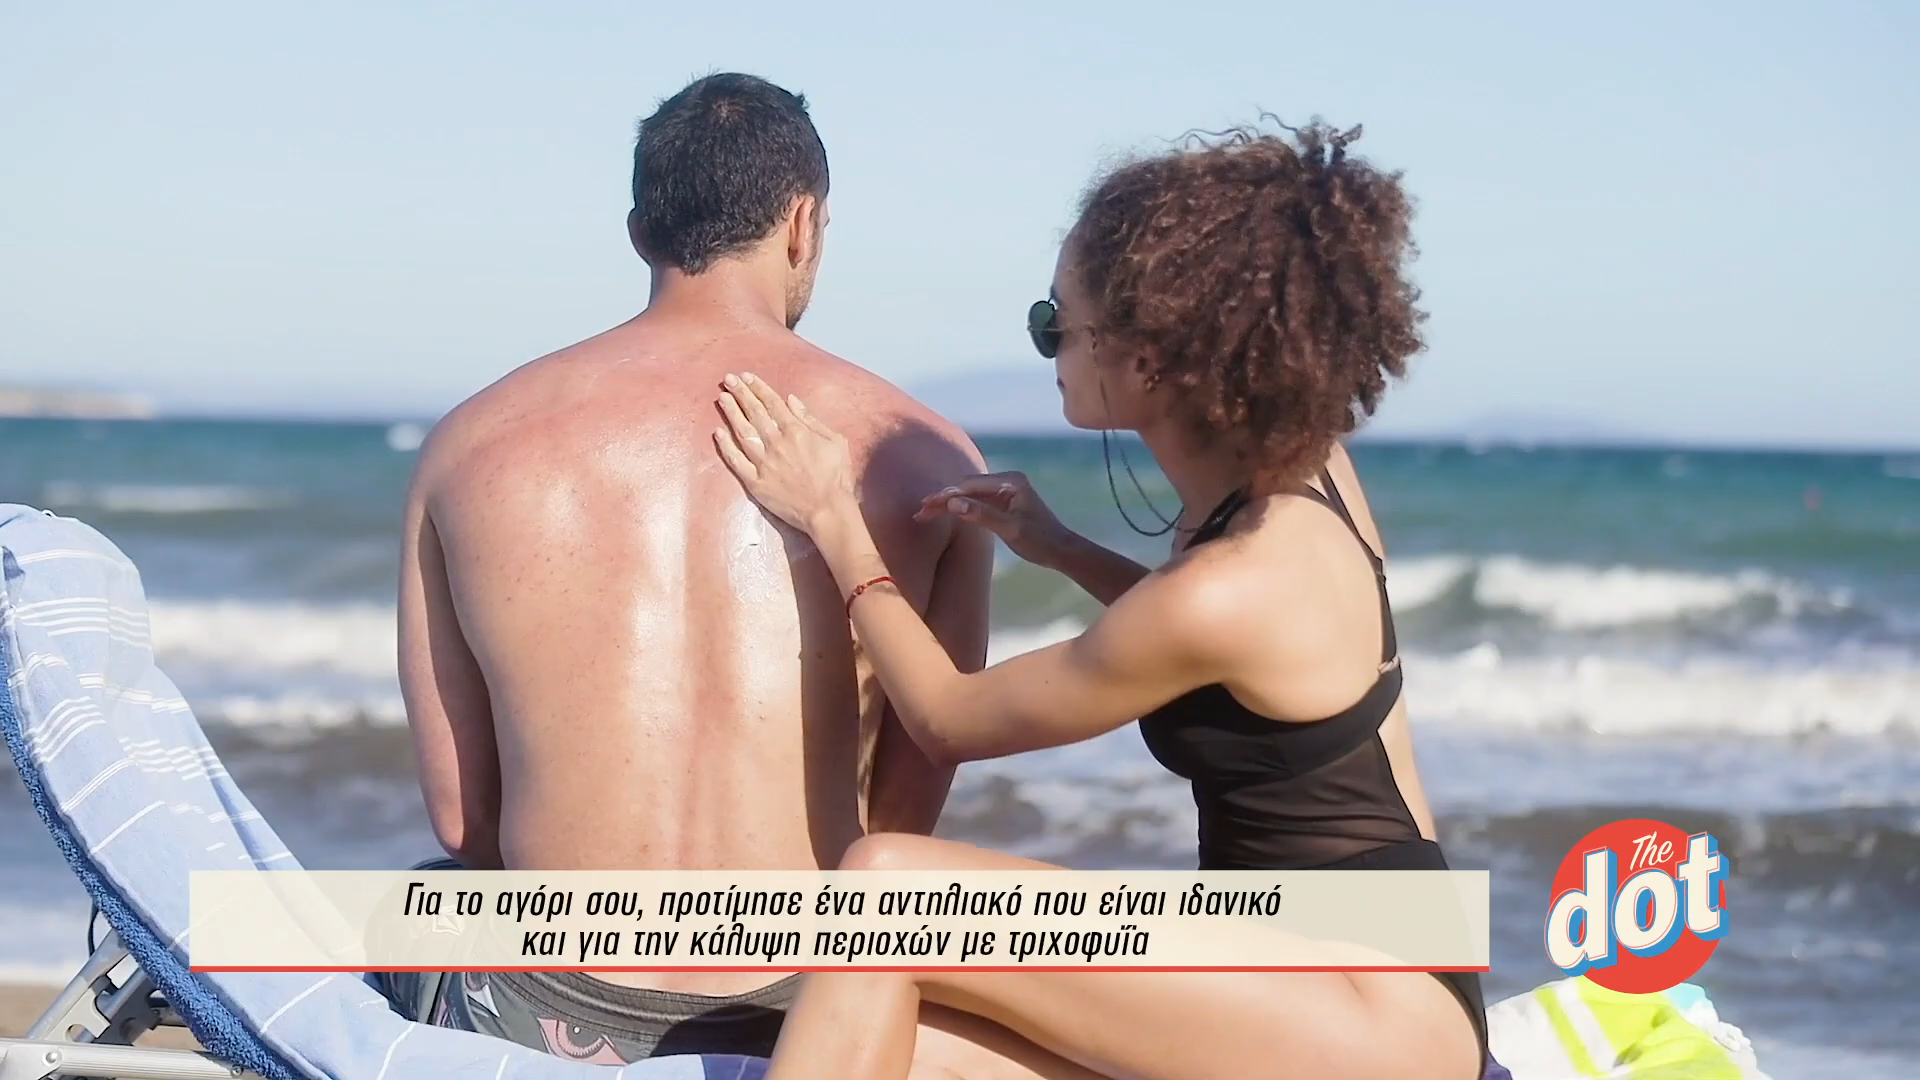 Για το αγόρι σου, προτίμησε ένα αντηλιακό που είναι ιδανικό
και για την κάλυψη περιοχών με τριχοφυΐα
The
dot